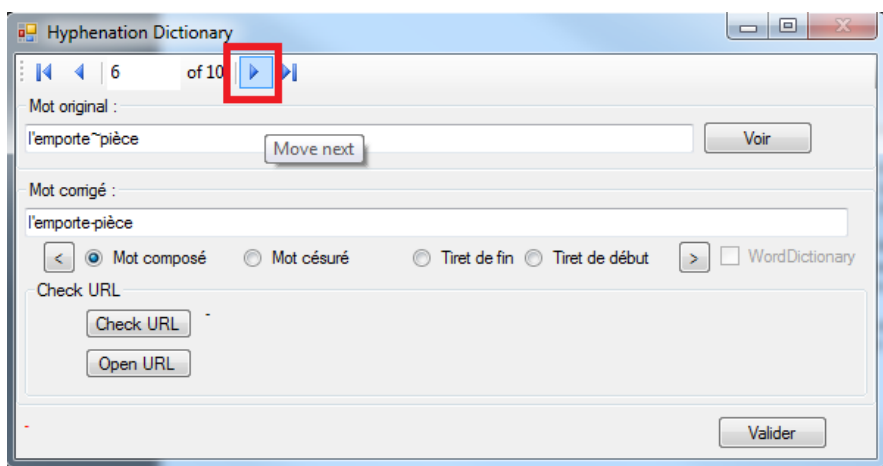 Hyphenation Dictionary
6 of 10
Mot original :
l'emporte~pièce Voir
Move next
Mot corrigé :
l'emporte-pièce
< Mot composé Mot césuré Tiret de fin Tiret de début > WordDictionary
Check URL
Check URL -
Open URL
- Valider